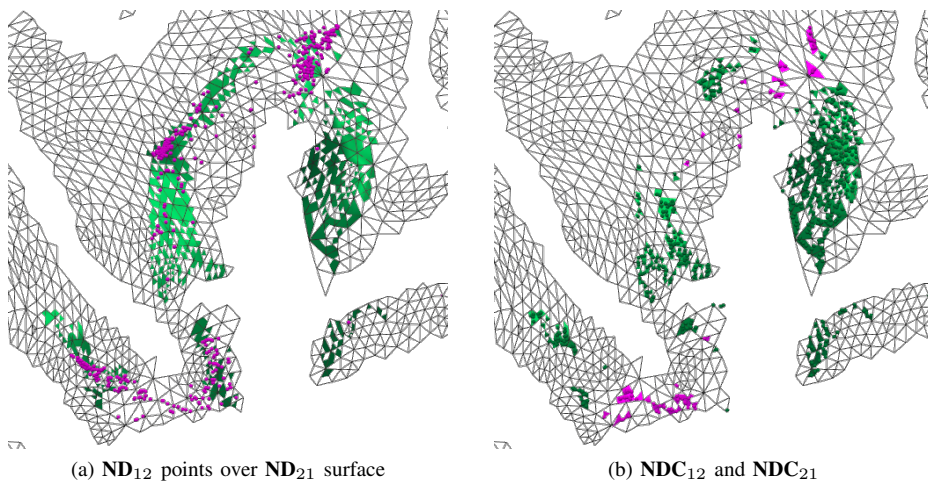 (a) ND₁₂ points over ND₂₁ surface
(b) NDC₁₂ and NDC₂₁